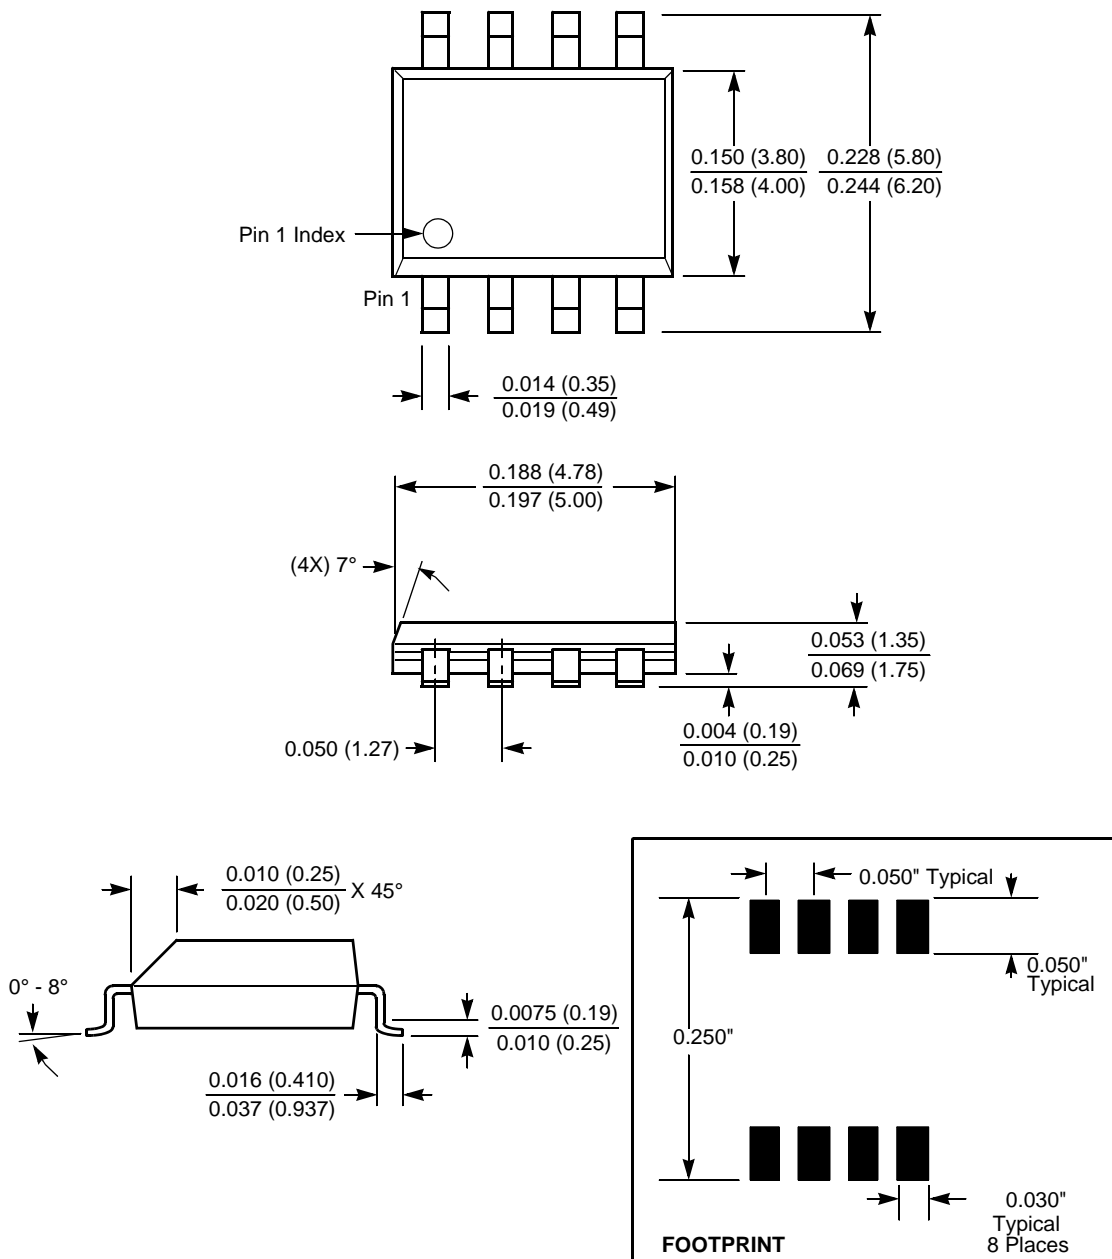 0.150 (3.80)
0.158 (4.00)
0.228 (5.80)
0.244 (6.20)
Pin 1 Index
Pin 1
0.014 (0.35)
0.019 (0.49)
0.188 (4.78)
0.197 (5.00)
(4X) 7°
0.053 (1.35)
0.069 (1.75)
0.004 (0.19)
0.010 (0.25)
0.050 (1.27)
0.010 (0.25)
0.020 (0.50)
X 45°
0° - 8°
0.0075 (0.19)
0.010 (0.25)
0.016 (0.410)
0.037 (0.937)
0.050" Typical
0.050"
Typical
0.250"
0.030"
Typical
8 Places
FOOTPRINT